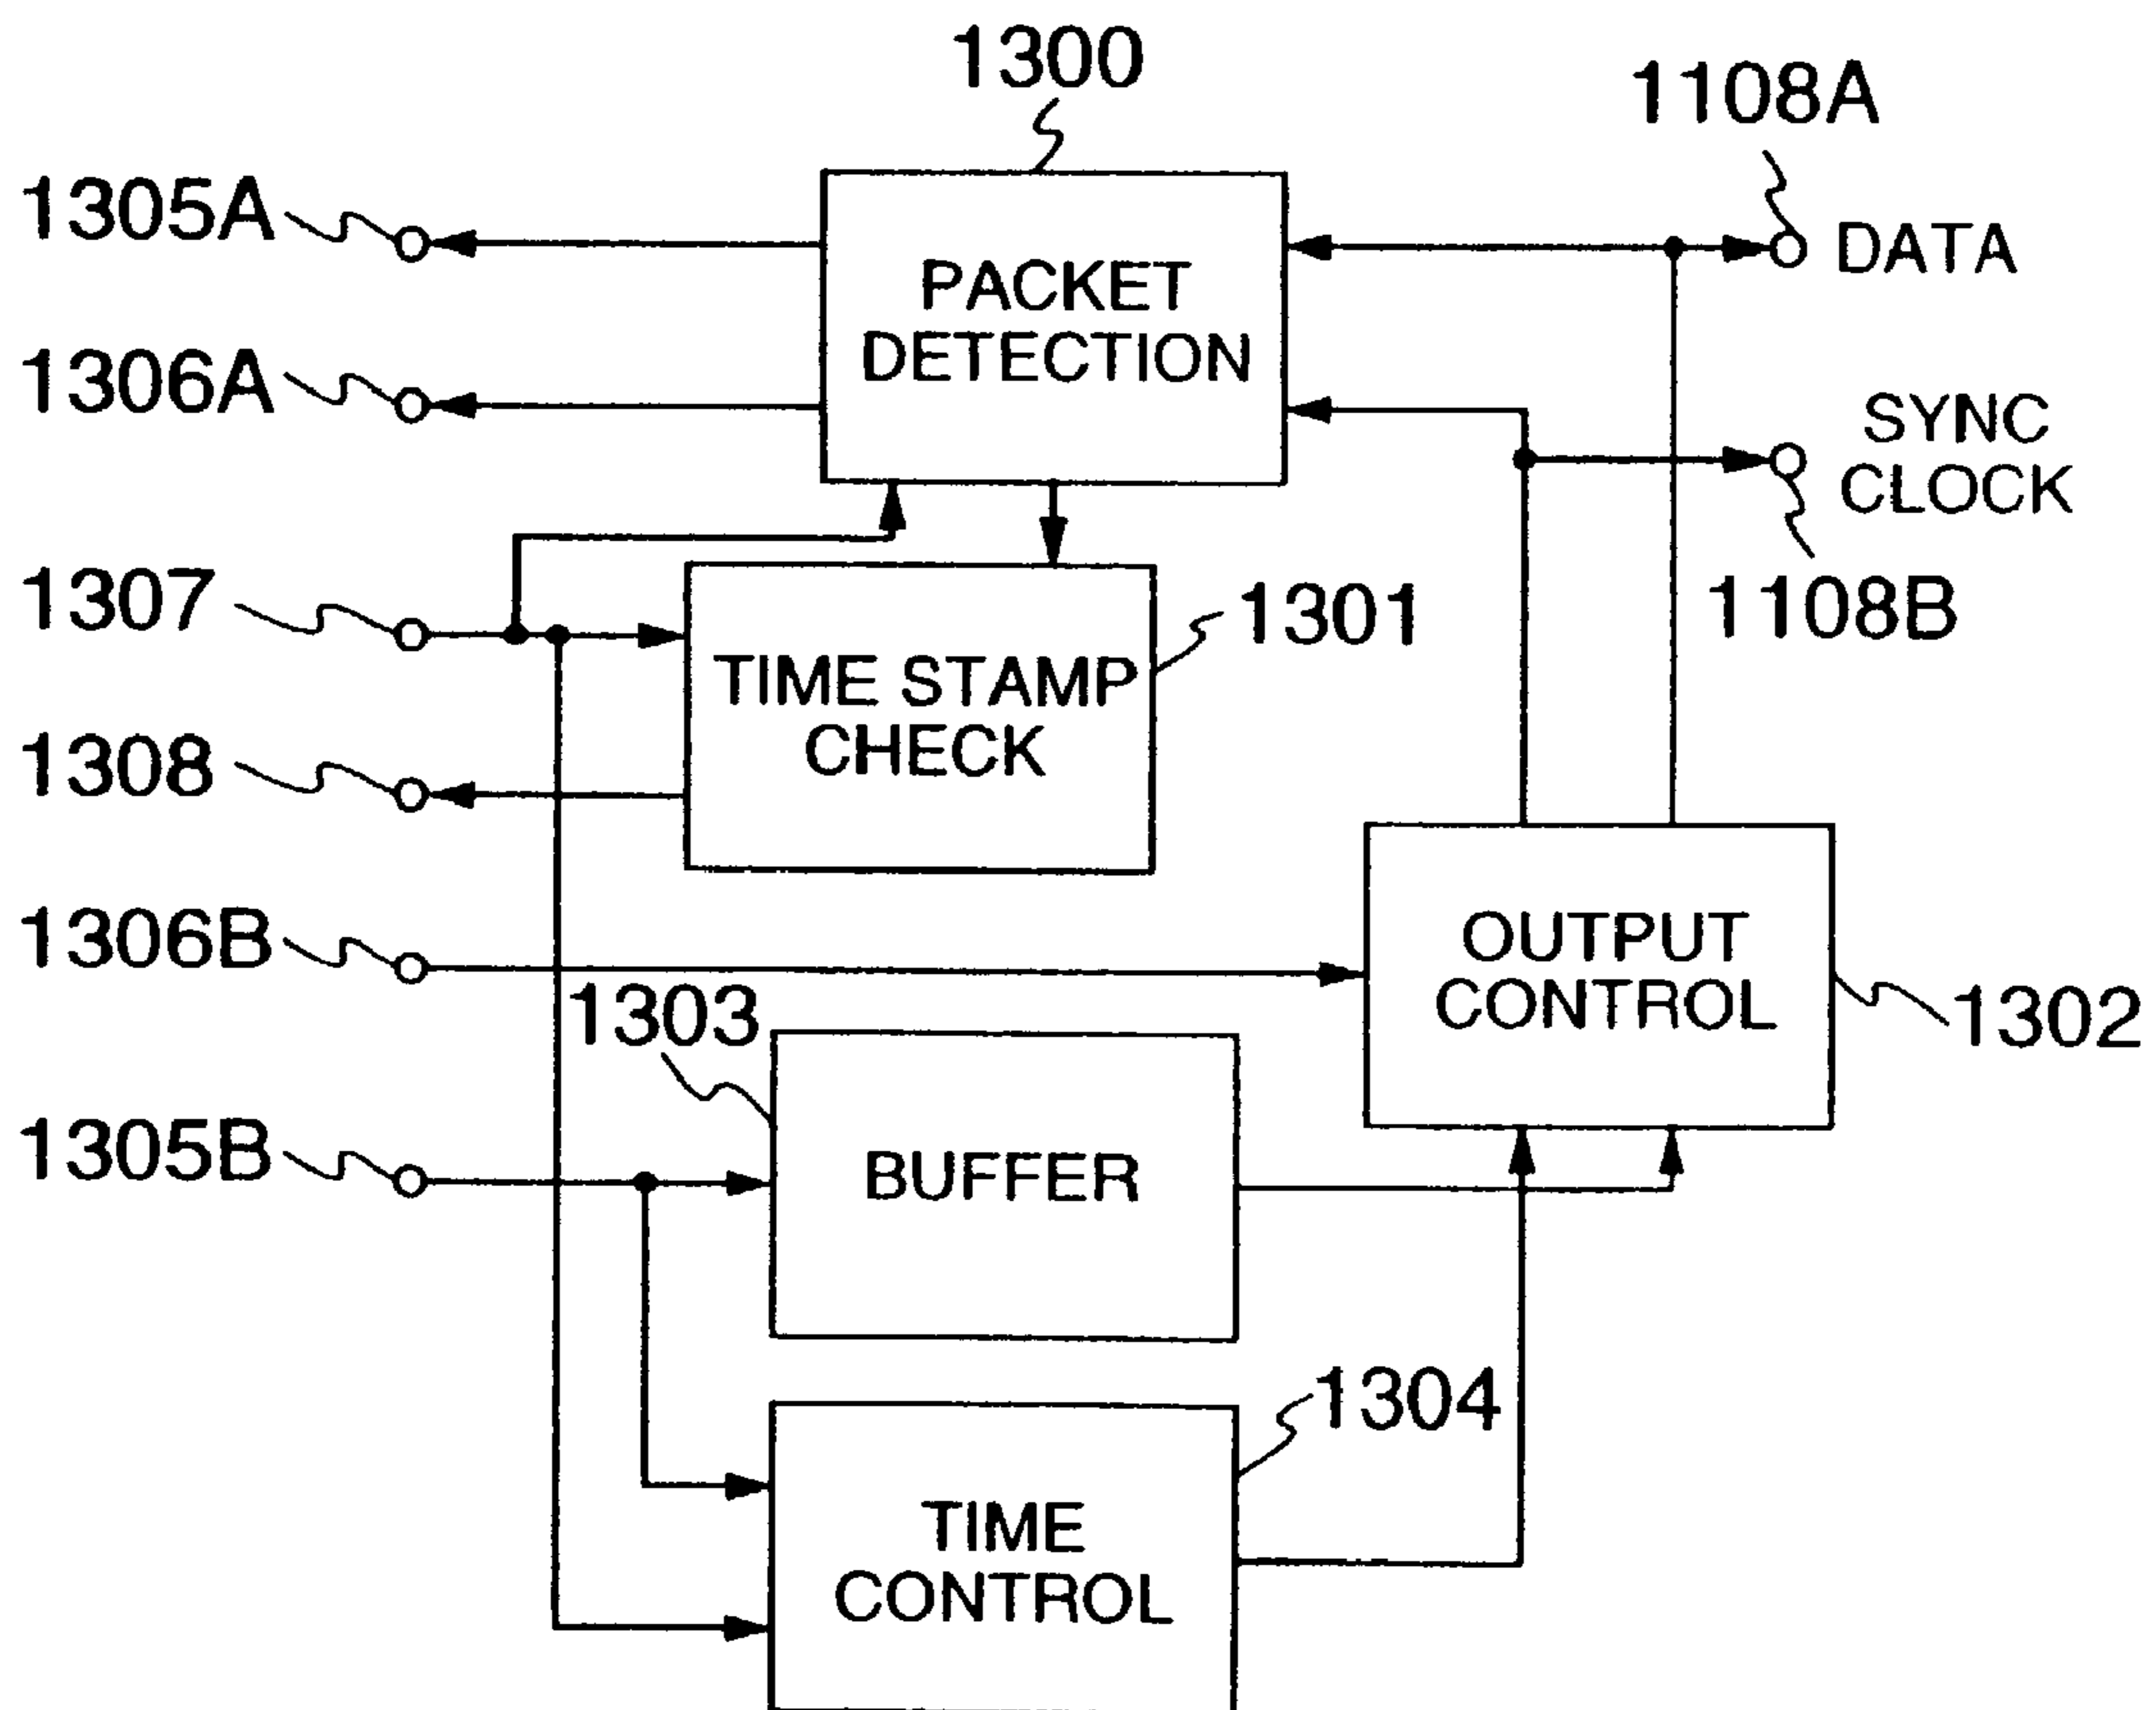 1300
1108A
1305A
DATA
PACKET
DETECTION
1306A
SYNC
CLOCK
1307
1301
1108B
TIME STAMP
CHECK
1308
1306B
OUTPUT
CONTROL
1303
1302
1305B
BUFFER
1304
TIME
CONTROL